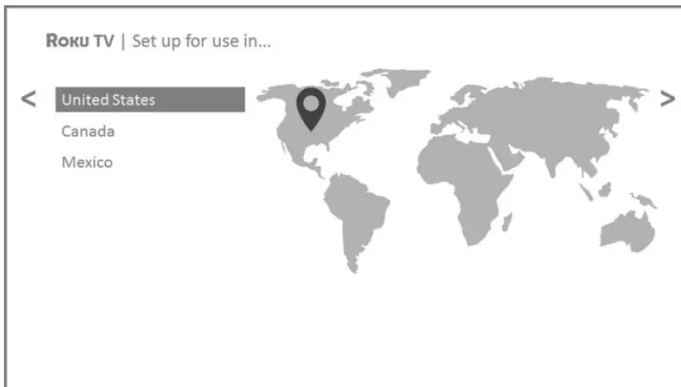 ROKU TV | Set up for use in...
< United States >
Canada
Mexico